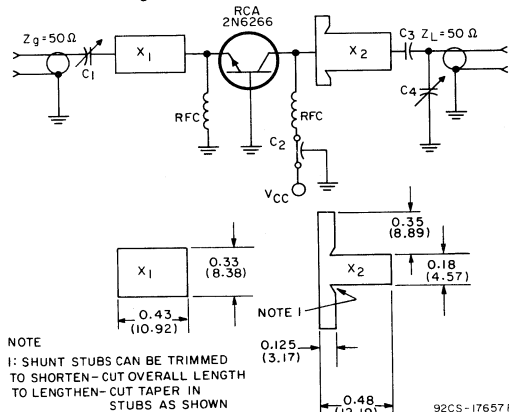 RCA
2N6266
Zg=50Ω
C1
X1
RFC
X2
C3
ZL=50Ω
C4
RFC
C2
VCC
0.33
(8.38)
X1
0.43
(10.92)
0.35
(8.89)
X2
0.18
(4.57)
NOTE 1
0.125
(3.17)
0.48
NOTE
1: SHUNT STUBS CAN BE TRIMMED
TO SHORTEN-CUT OVERALL LENGTH
TO LENGTHEN-CUT TAPER IN
STUBS AS SHOWN
92CS-17657